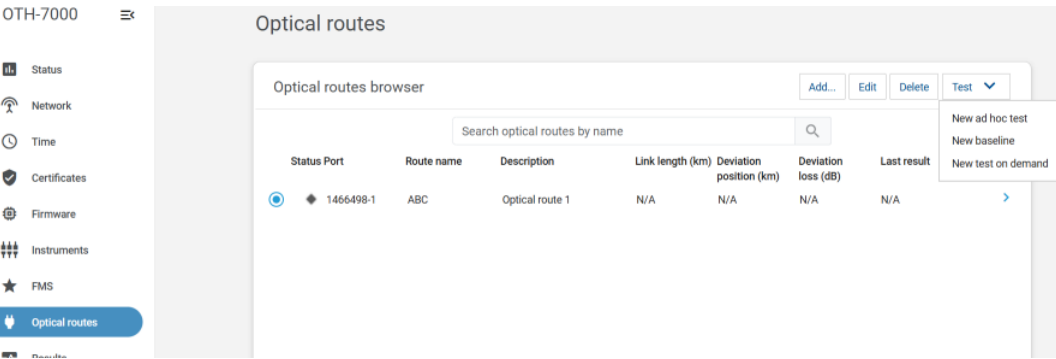 OTH-7000
Optical routes
Status
Network
Time
Certificates
Firmware
Instruments
FMS
Optical routes
Results
Optical routes browser
Add... Edit Delete Test
New ad hoc test
New baseline
New test on demand
Search optical routes by name
Status Port Route name Description Link length (km) Deviation position (km) Deviation loss (dB) Last result
1466498-1 ABC Optical route 1 N/A N/A N/A N/A